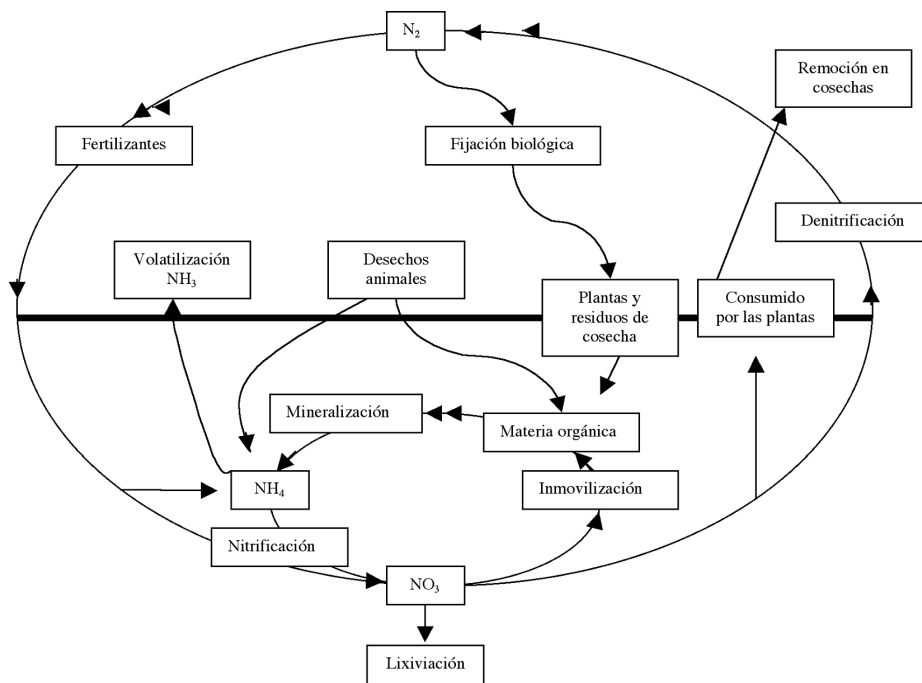 N₂
Remoción en
cosechas
Fertilizantes
Fijación biológica
Denitrificación
Volatilización
NH₃
Desechos
animales
Plantas y
residuos de
cosecha
Consumido
por las plantas
Mineralización
Materia orgánica
NH₄
Inmovilización
Nitrificación
NO₃
Lixiviación